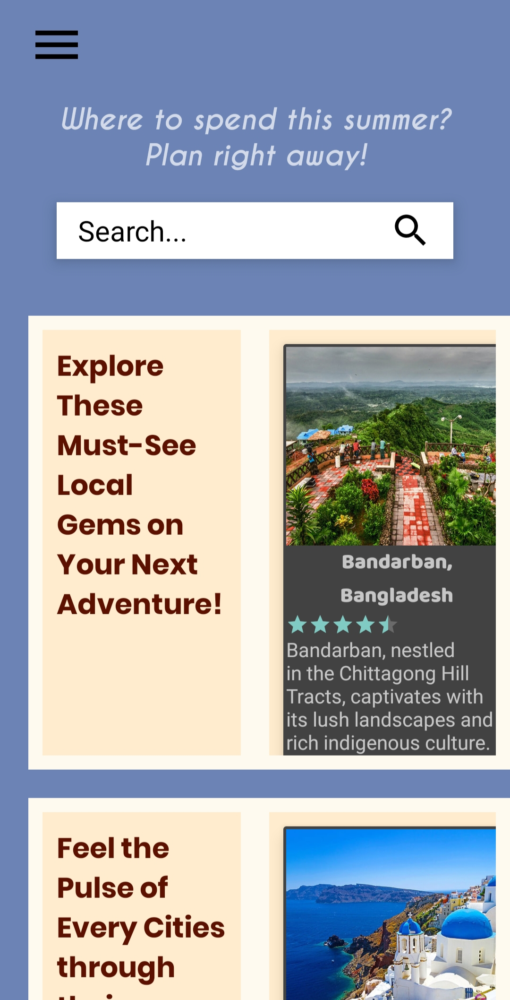 Where to spend this summer?
Plan right away!
Search...
Explore
These
Must-See
Local
Gems on
Your Next
Adventure!
Bandarban,
Bangladesh
Bandarban, nestled
in the Chittagong Hill
Tracts, captivates with
its lush landscapes and
rich indigenous culture.
Feel the
Pulse of
Every Cities
through